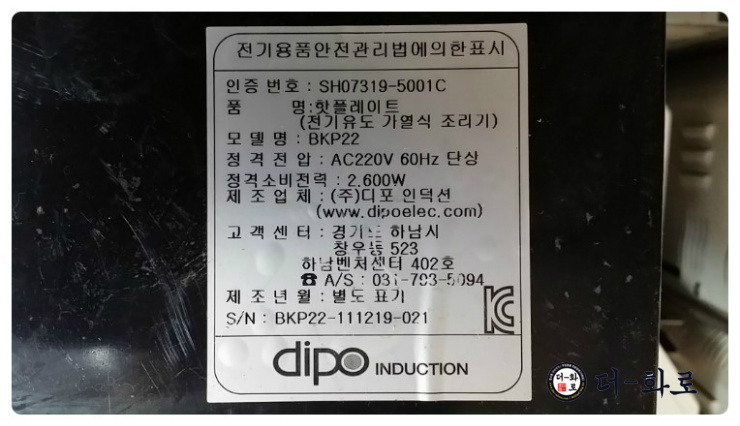 전기용품안전관리법에의한표시
인증 번호 : SH07319-5001C
품 명:핫플레이트
(전기유도 가열식 조리기)
모 델 명 : BKP22
정 격 전 압 : AC220V 60Hz 단상
정격소비전력 : 2.600W
제 조 업 체 : (주)디포 인덕션
(www.dipoelec.com)
고 객 센 터 : 경기도 하남시
창우동 523
하남벤처센터 402호
☎ A/S : 031-793-5094
제 조 년 월 : 별도 표기
S/N : BKP22-111219-021
dipo INDUCTION
더-화로 더-화로